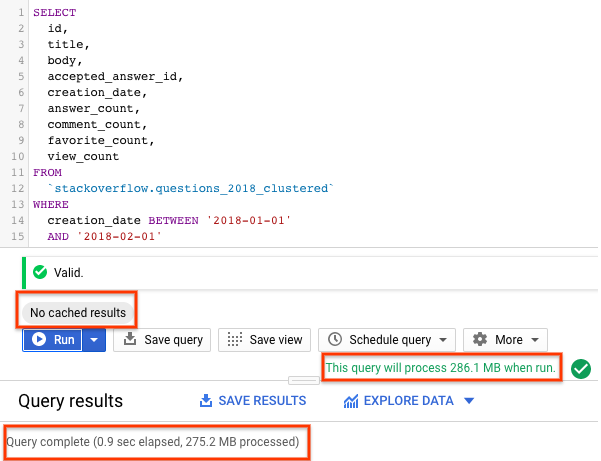 1 SELECT
2 id,
3 title,
4 body,
5 accepted_answer_id,
6 creation_date,
7 answer_count,
8 comment_count,
9 favorite_count,
10 view_count
11 FROM
12 `stackoverflow.questions_2018_clustered`
13 WHERE
14 creation_date BETWEEN '2018-01-01'
15 AND '2018-02-01'
Valid.
No cached results
Run Save query Save view Schedule query More
This query will process 286.1 MB when run.
Query results SAVE RESULTS EXPLORE DATA
Query complete (0.9 sec elapsed, 275.2 MB processed)